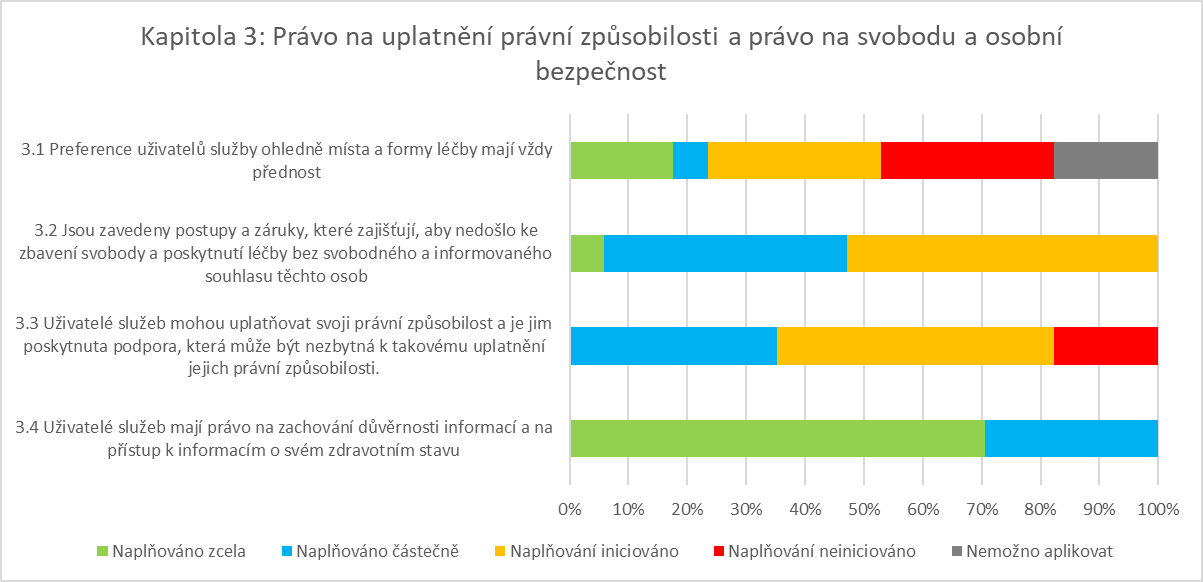 Kapitola 3: Právo na uplatnění právní způsobilosti a právo na svobodu a osobní
bezpečnost
3.1 Preference uživatelů služby ohledně místa a formy léčby mají vždy
přednost
3.2 Jsou zavedeny postupy a záruky, které zajišťují, aby nedošlo ke
zbavení svobody a poskytnutí léčby bez svobodného a informovaného
souhlasu těchto osob
3.3 Uživatelé služeb mohou uplatňovat svoji právní způsobilost a je jim
poskytnuta podpora, která může být nezbytná k takovému uplatnění
jejich právní způsobilosti.
3.4 Uživatelé služeb mají právo na zachování důvěrnosti informací a na
přístup k informacím o svém zdravotním stavu
0% 10% 20% 30% 40% 50% 60% 70% 80% 90% 100%
Naplňováno zcela Naplňováno částečně Naplňování iniciováno Naplňování neiniciováno Nemožno aplikovat